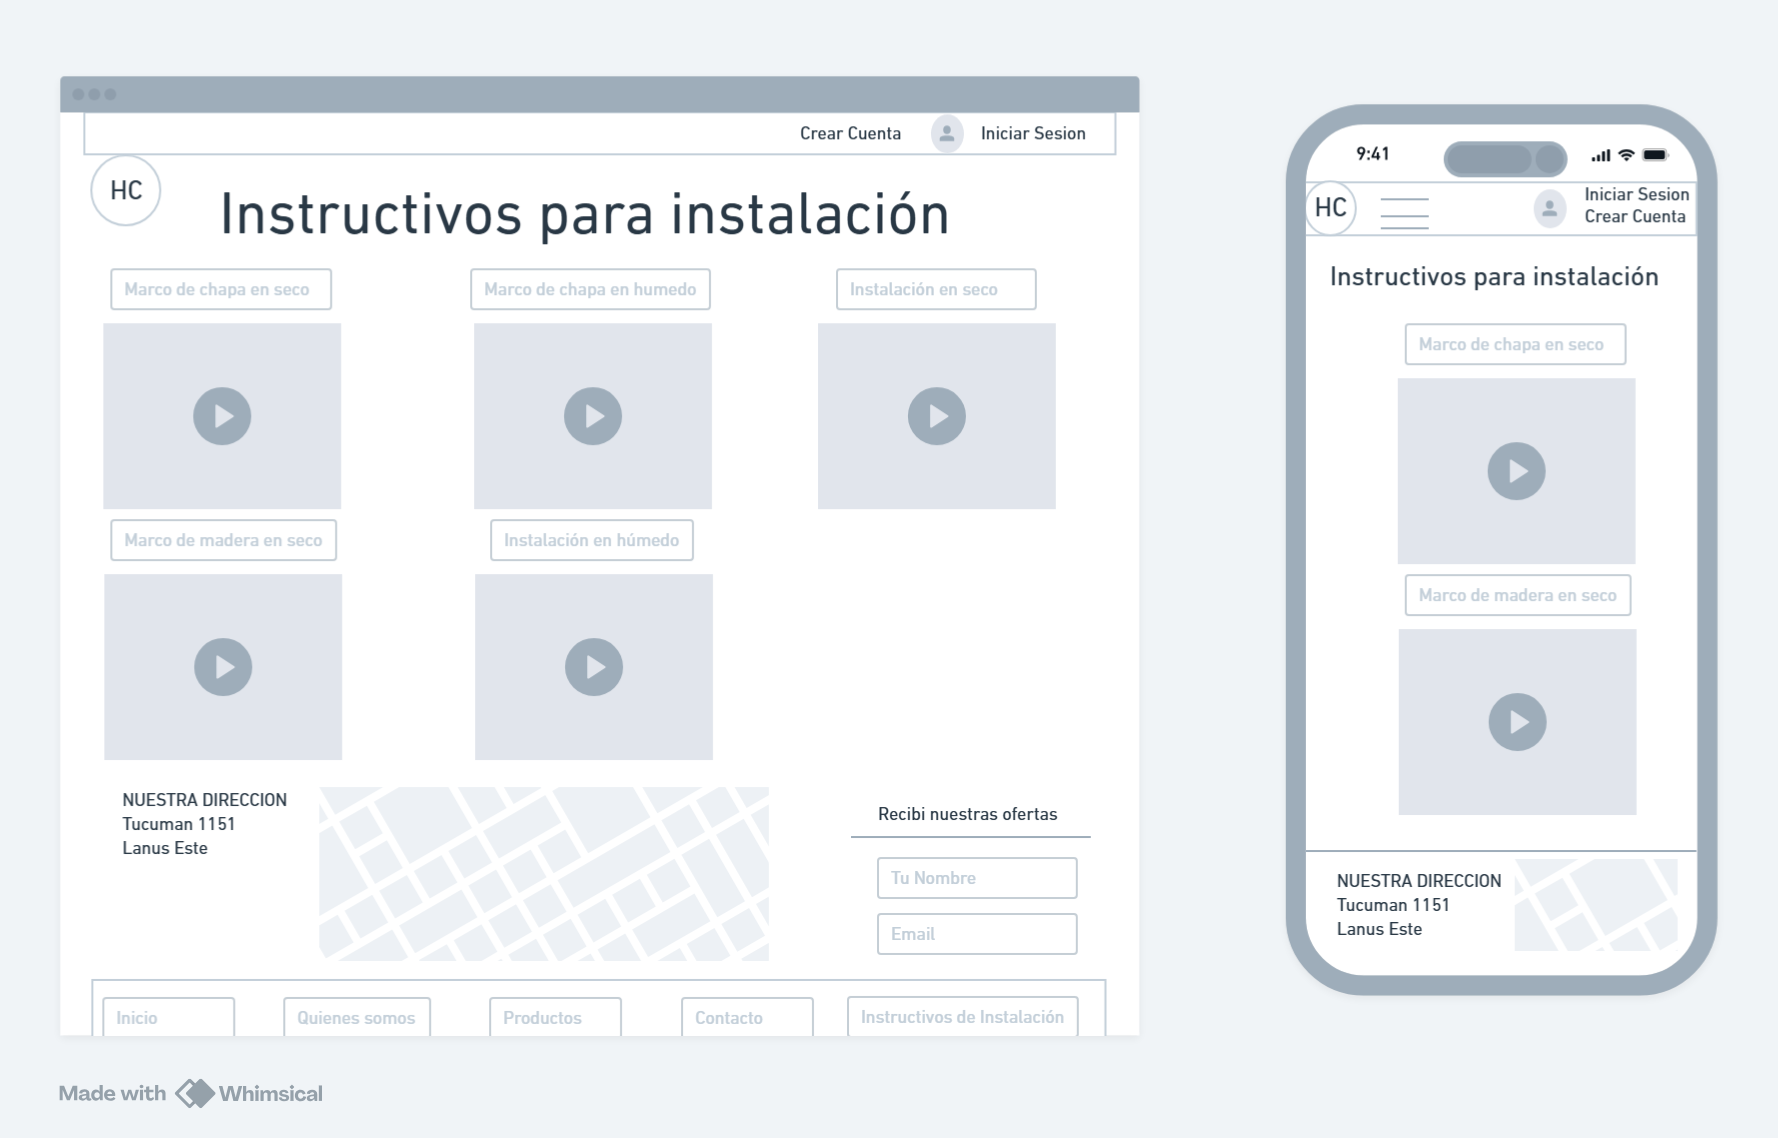 Crear Cuenta
Iniciar Sesion
HC
Instructivos para instalación
Marco de chapa en seco
Marco de chapa en humedo
Instalación en seco
Marco de madera en seco
Instalación en húmedo
NUESTRA DIRECCION
Tucuman 1151
Lanus Este
Recibi nuestras ofertas
Tu Nombre
Email
Inicio
Quienes somos
Productos
Contacto
Instructivos de Instalación
9:41
HC
Iniciar Sesion
Crear Cuenta
Instructivos para instalación
Marco de chapa en seco
Marco de madera en seco
NUESTRA DIRECCION
Tucuman 1151
Lanus Este
Made with Whimsical